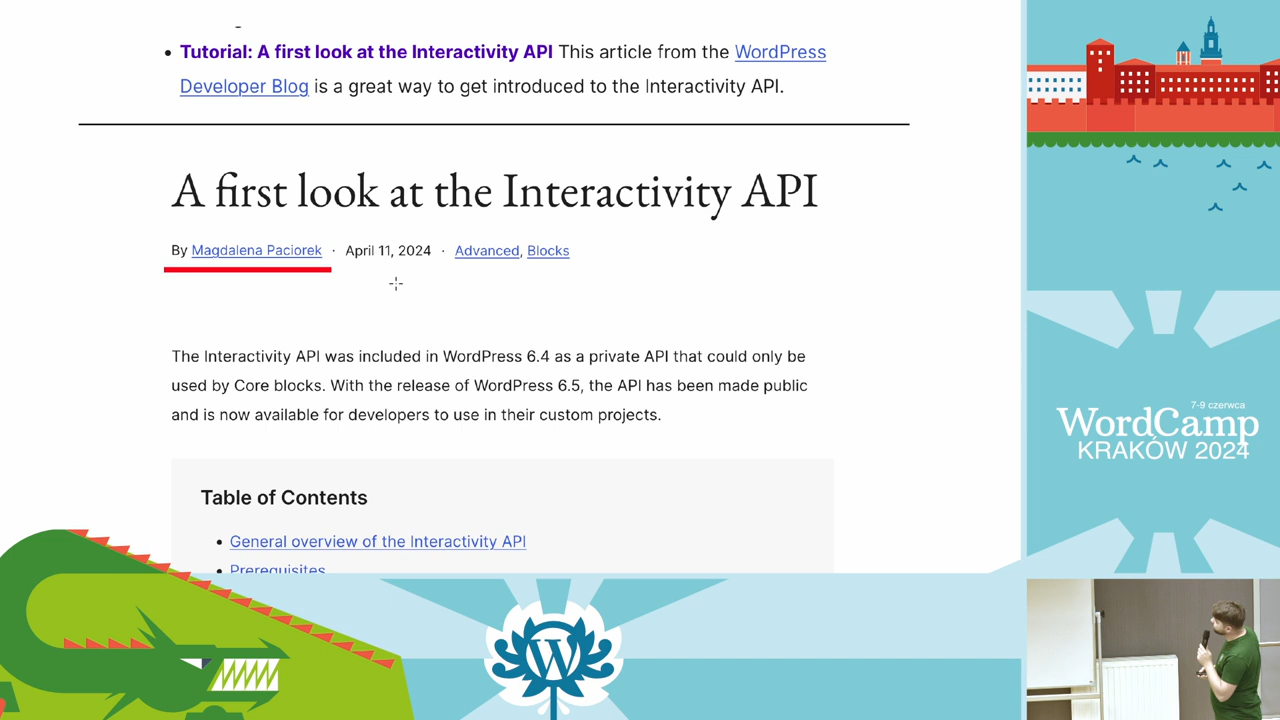 • Tutorial: A first look at the Interactivity API This article from the WordPress
Developer Blog is a great way to get introduced to the Interactivity API.
A first look at the Interactivity API
By Magdalena Paciorek · April 11, 2024 · Advanced, Blocks
The Interactivity API was included in WordPress 6.4 as a private API that could only be
used by Core blocks. With the release of WordPress 6.5, the API has been made public
and is now available for developers to use in their custom projects.
Table of Contents
• General overview of the Interactivity API
• Prerequisites
7-9 czerwca
WordCamp
KRAKÓW 2024
W